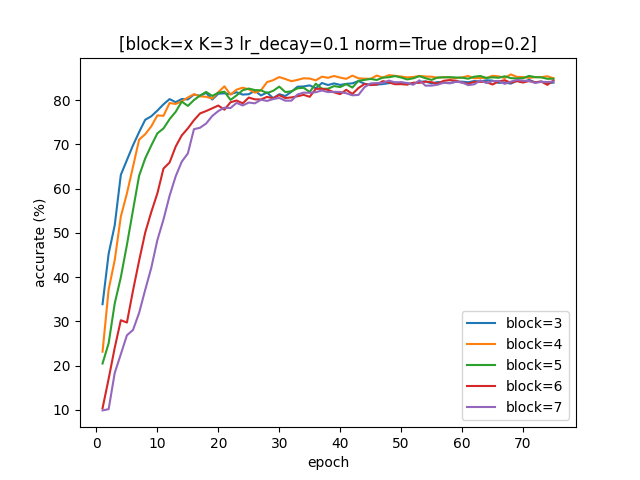 [block=x K=3 lr_decay=0.1 norm=True drop=0.2]
accurate (%)
80
70
60
50
40
30
20
10
0 10 20 30 40 50 60 70
epoch
block=3
block=4
block=5
block=6
block=7